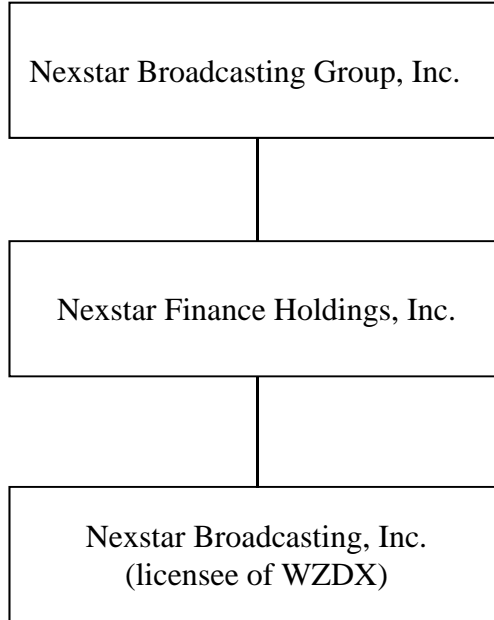 Nexstar Broadcasting Group, Inc.
Nexstar Finance Holdings, Inc.
Nexstar Broadcasting, Inc.
(licensee of WZDX)